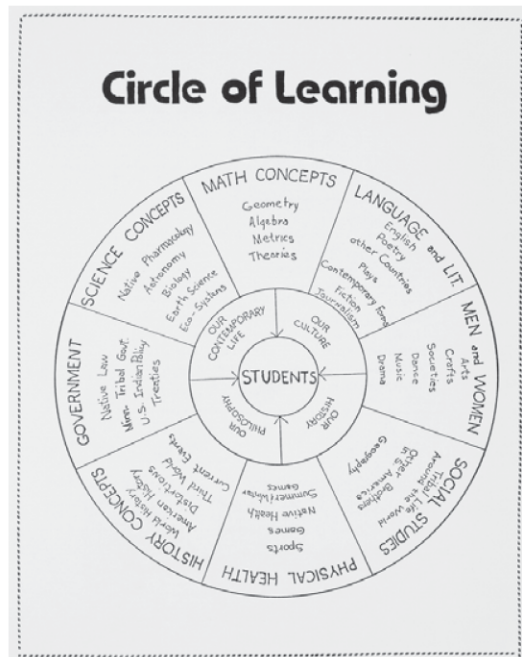 Circle of Learning
MATH CONCEPTS
Geometry
Algebra
Metrics
Theories
LANGUAGE and LIT.
English
Poetry
other Countries
Plays
Contemporary Forms
Fiction
Journalism
MEN and WOMEN
Arts
Crafts
Societies
Dance
Music
Drama
SOCIAL STUDIES
Tribal Life
Around the World
Other Brothers
in America
Geography
PHYSICAL HEALTH
Sports
Games
Native Health
Summer/Winter
Games
HISTORY CONCEPTS
World History
American History
Distortions
Third World
Current Events
GOVERNMENT
Native Law
Minn. Tribal Govt.
U.S. Indian Policy
Treaties
SCIENCE CONCEPTS
Native Pharmacology
Astronomy
Biology
Earth Science
Eco-Systems
OUR
CONTEMPORARY
LIFE
OUR
CULTURE
OUR
HISTORY
OUR
PHILOSOPHY
STUDENTS